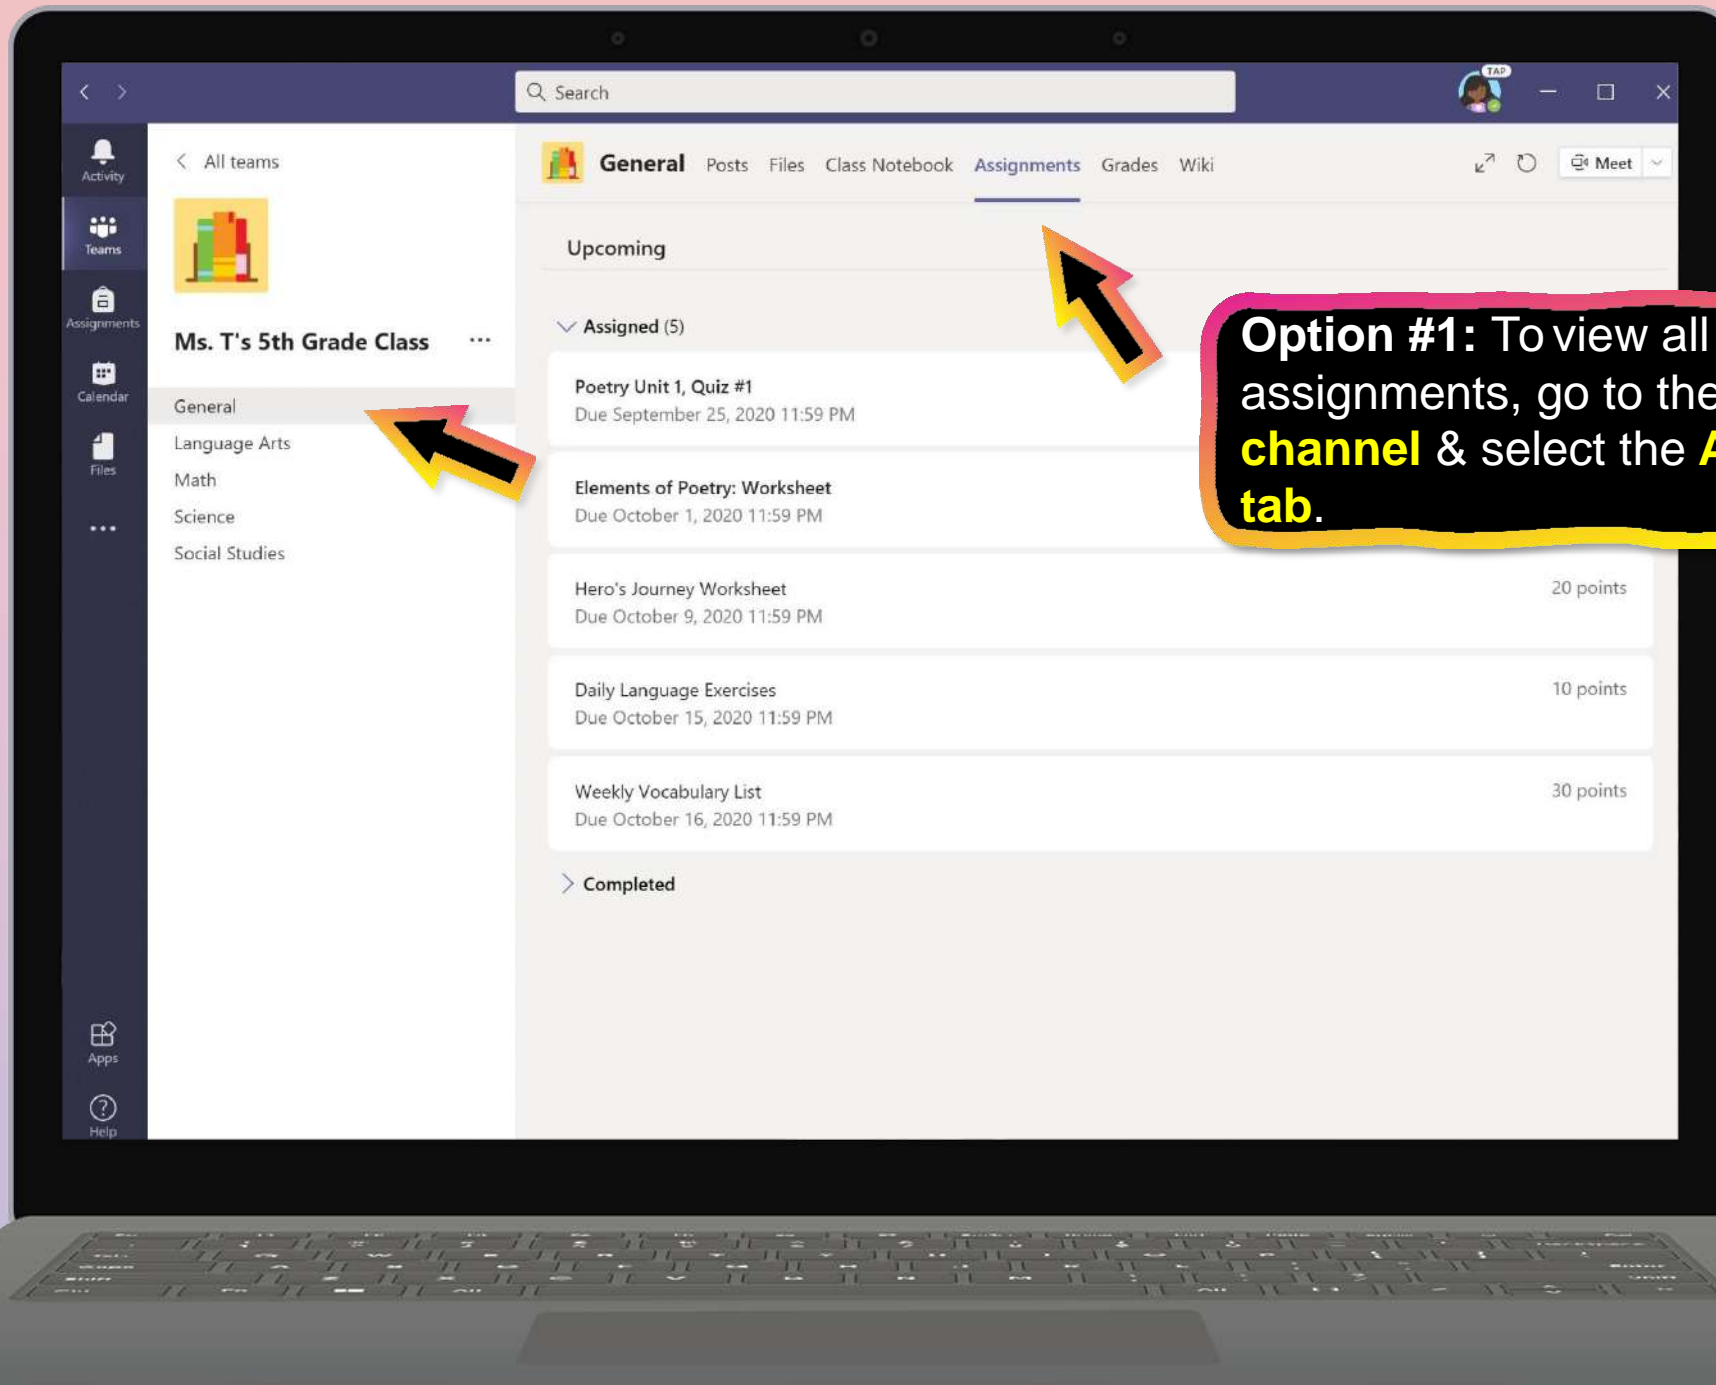 Search
TAP
Activity
Teams
Assignments
Calendar
Files
Apps
Help
All teams
Ms. T's 5th Grade Class
General
Language Arts
Math
Science
Social Studies
General Posts Files Class Notebook Assignments Grades Wiki
Meet
Upcoming
Assigned (5)
Poetry Unit 1, Quiz #1
Due September 25, 2020 11:59 PM
Elements of Poetry: Worksheet
Due October 1, 2020 11:59 PM
Hero's Journey Worksheet
20 points
Due October 9, 2020 11:59 PM
Daily Language Exercises
10 points
Due October 15, 2020 11:59 PM
Weekly Vocabulary List
30 points
Due October 16, 2020 11:59 PM
Completed
Option #1: To view all
assignments, go to the
channel & select the A
tab.